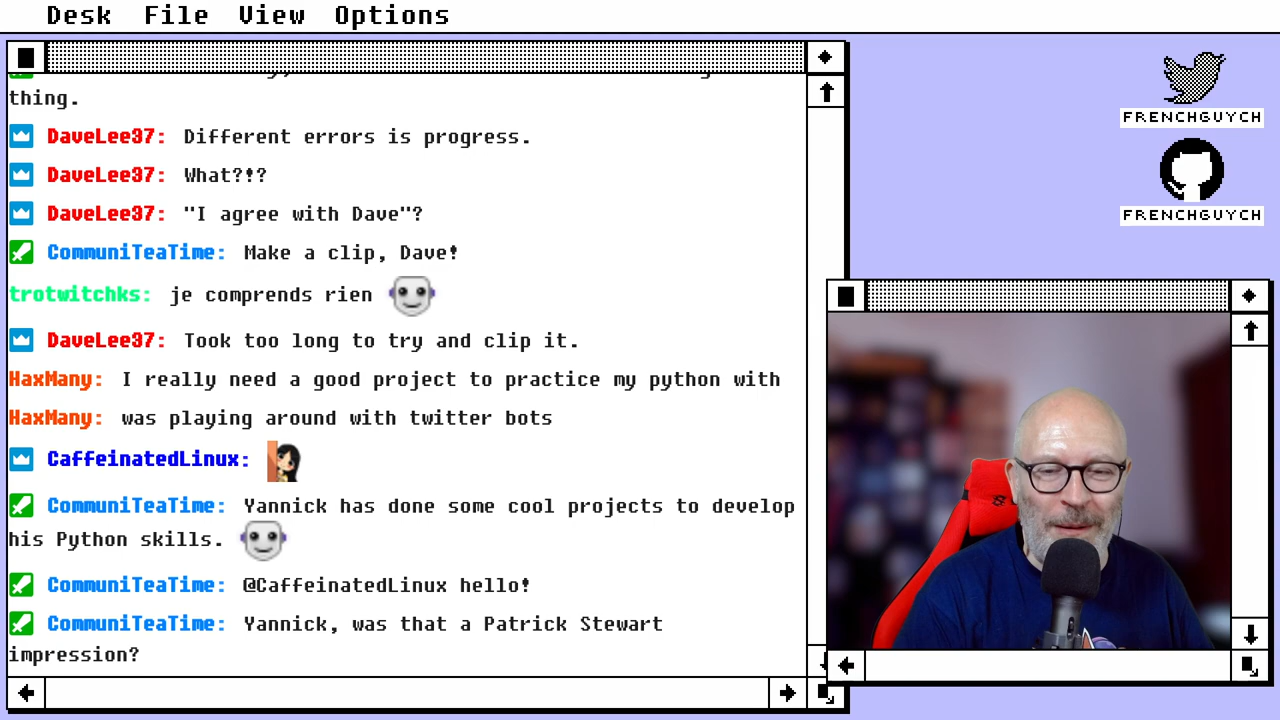 Desk File View Options
thing.
DaveLee37: Different errors is progress.
DaveLee37: What?!?
DaveLee37: "I agree with Dave"?
CommuniTeaTime: Make a clip, Dave!
trotwitchks: je comprends rien
DaveLee37: Took too long to try and clip it.
HaxMany: I really need a good project to practice my python with
HaxMany: was playing around with twitter bots
CaffeinatedLinux:
CommuniTeaTime: Yannick has done some cool projects to develop
his Python skills.
CommuniTeaTime: @CaffeinatedLinux hello!
CommuniTeaTime: Yannick, was that a Patrick Stewart
impression?
FRENCHGUYCH
FRENCHGUYCH